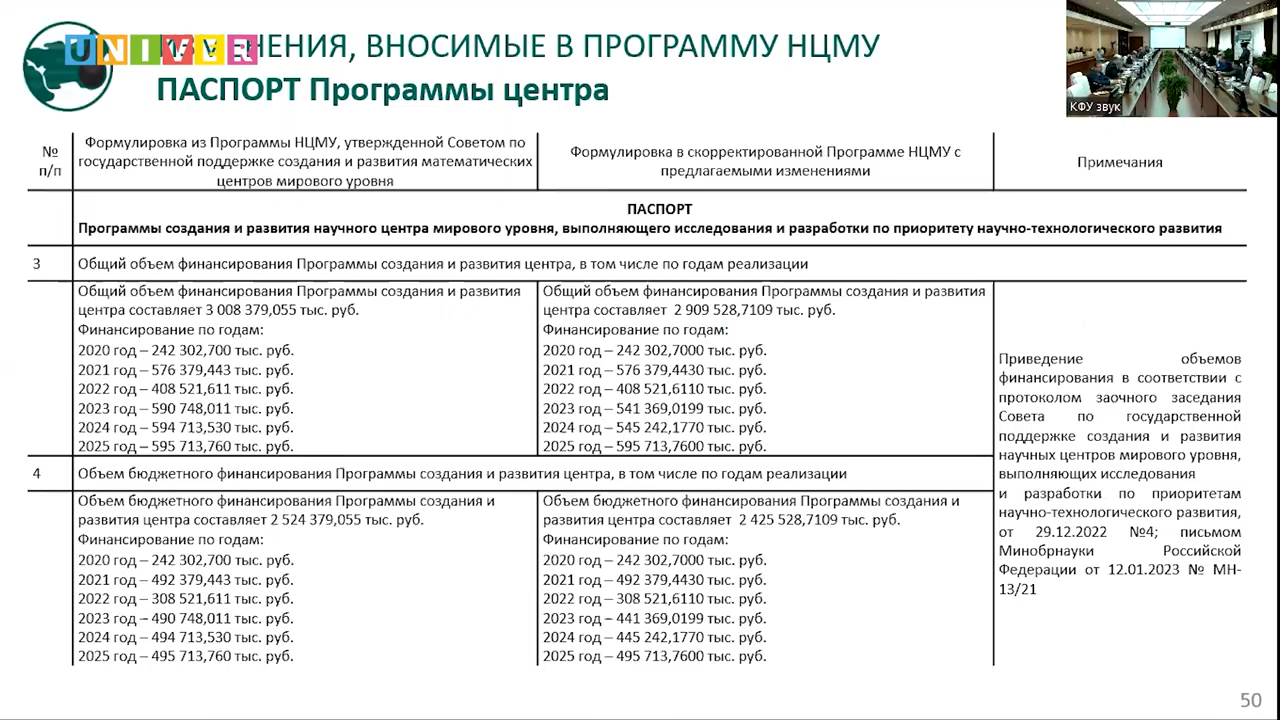 UNIVER
ИЗМЕНЕНИЯ, ВНОСИМЫЕ В ПРОГРАММУ НЦМУ
ПАСПОРТ Программы центра
КФУ звук
№
п/п
Формулировка из Программы НЦМУ, утвержденной Советом по
государственной поддержке создания и развития математических
центров мирового уровня
Формулировка в скорректированной Программе НЦМУ с
предлагаемыми изменениями
Примечания
ПАСПОРТ
Программы создания и развития научного центра мирового уровня, выполняющего исследования и разработки по приоритету научно-технологического развития
3
Общий объем финансирования Программы создания и развития центра, в том числе по годам реализации
Общий объем финансирования Программы создания и развития
центра составляет 3 008 379,055 тыс. руб.
Финансирование по годам:
2020 год – 242 302,700 тыс. руб.
2021 год – 576 379,443 тыс. руб.
2022 год – 408 521,611 тыс. руб.
2023 год – 590 748,011 тыс. руб.
2024 год – 594 713,530 тыс. руб.
2025 год – 595 713,760 тыс. руб.
Общий объем финансирования Программы создания и развития
центра составляет 2 909 528,7109 тыс. руб.
Финансирование по годам:
2020 год – 242 302,7000 тыс. руб.
2021 год – 576 379,4430 тыс. руб.
2022 год – 408 521,6110 тыс. руб.
2023 год – 541 369,0199 тыс. руб.
2024 год – 545 242,1770 тыс. руб.
2025 год – 595 713,7600 тыс. руб.
4
Объем бюджетного финансирования Программы создания и развития центра, в том числе по годам реализации
Объем бюджетного финансирования Программы создания и
развития центра составляет 2 524 379,055 тыс. руб.
Финансирование по годам:
2020 год – 242 302,700 тыс. руб.
2021 год – 492 379,443 тыс. руб.
2022 год – 308 521,611 тыс. руб.
2023 год – 490 748,011 тыс. руб.
2024 год – 494 713,530 тыс. руб.
2025 год – 495 713,760 тыс. руб.
Объем бюджетного финансирования Программы создания и
развития центра составляет 2 425 528,7109 тыс. руб.
Финансирование по годам:
2020 год – 242 302,7000 тыс. руб.
2021 год – 492 379,4430 тыс. руб.
2022 год – 308 521,6110 тыс. руб.
2023 год – 441 369,0199 тыс. руб.
2024 год – 445 242,1770 тыс. руб.
2025 год – 495 713,7600 тыс. руб.
Приведение объемов
финансирования в соответствии с
протоколом заочного заседания
Совета по государственной
поддержке создания и развития
научных центров мирового уровня,
выполняющих исследования
и разработки по приоритетам
научно-технологического развития,
от 29.12.2022 №4; письмом
Минобрнауки Российской
Федерации от 12.01.2023 № МН-
13/21
50